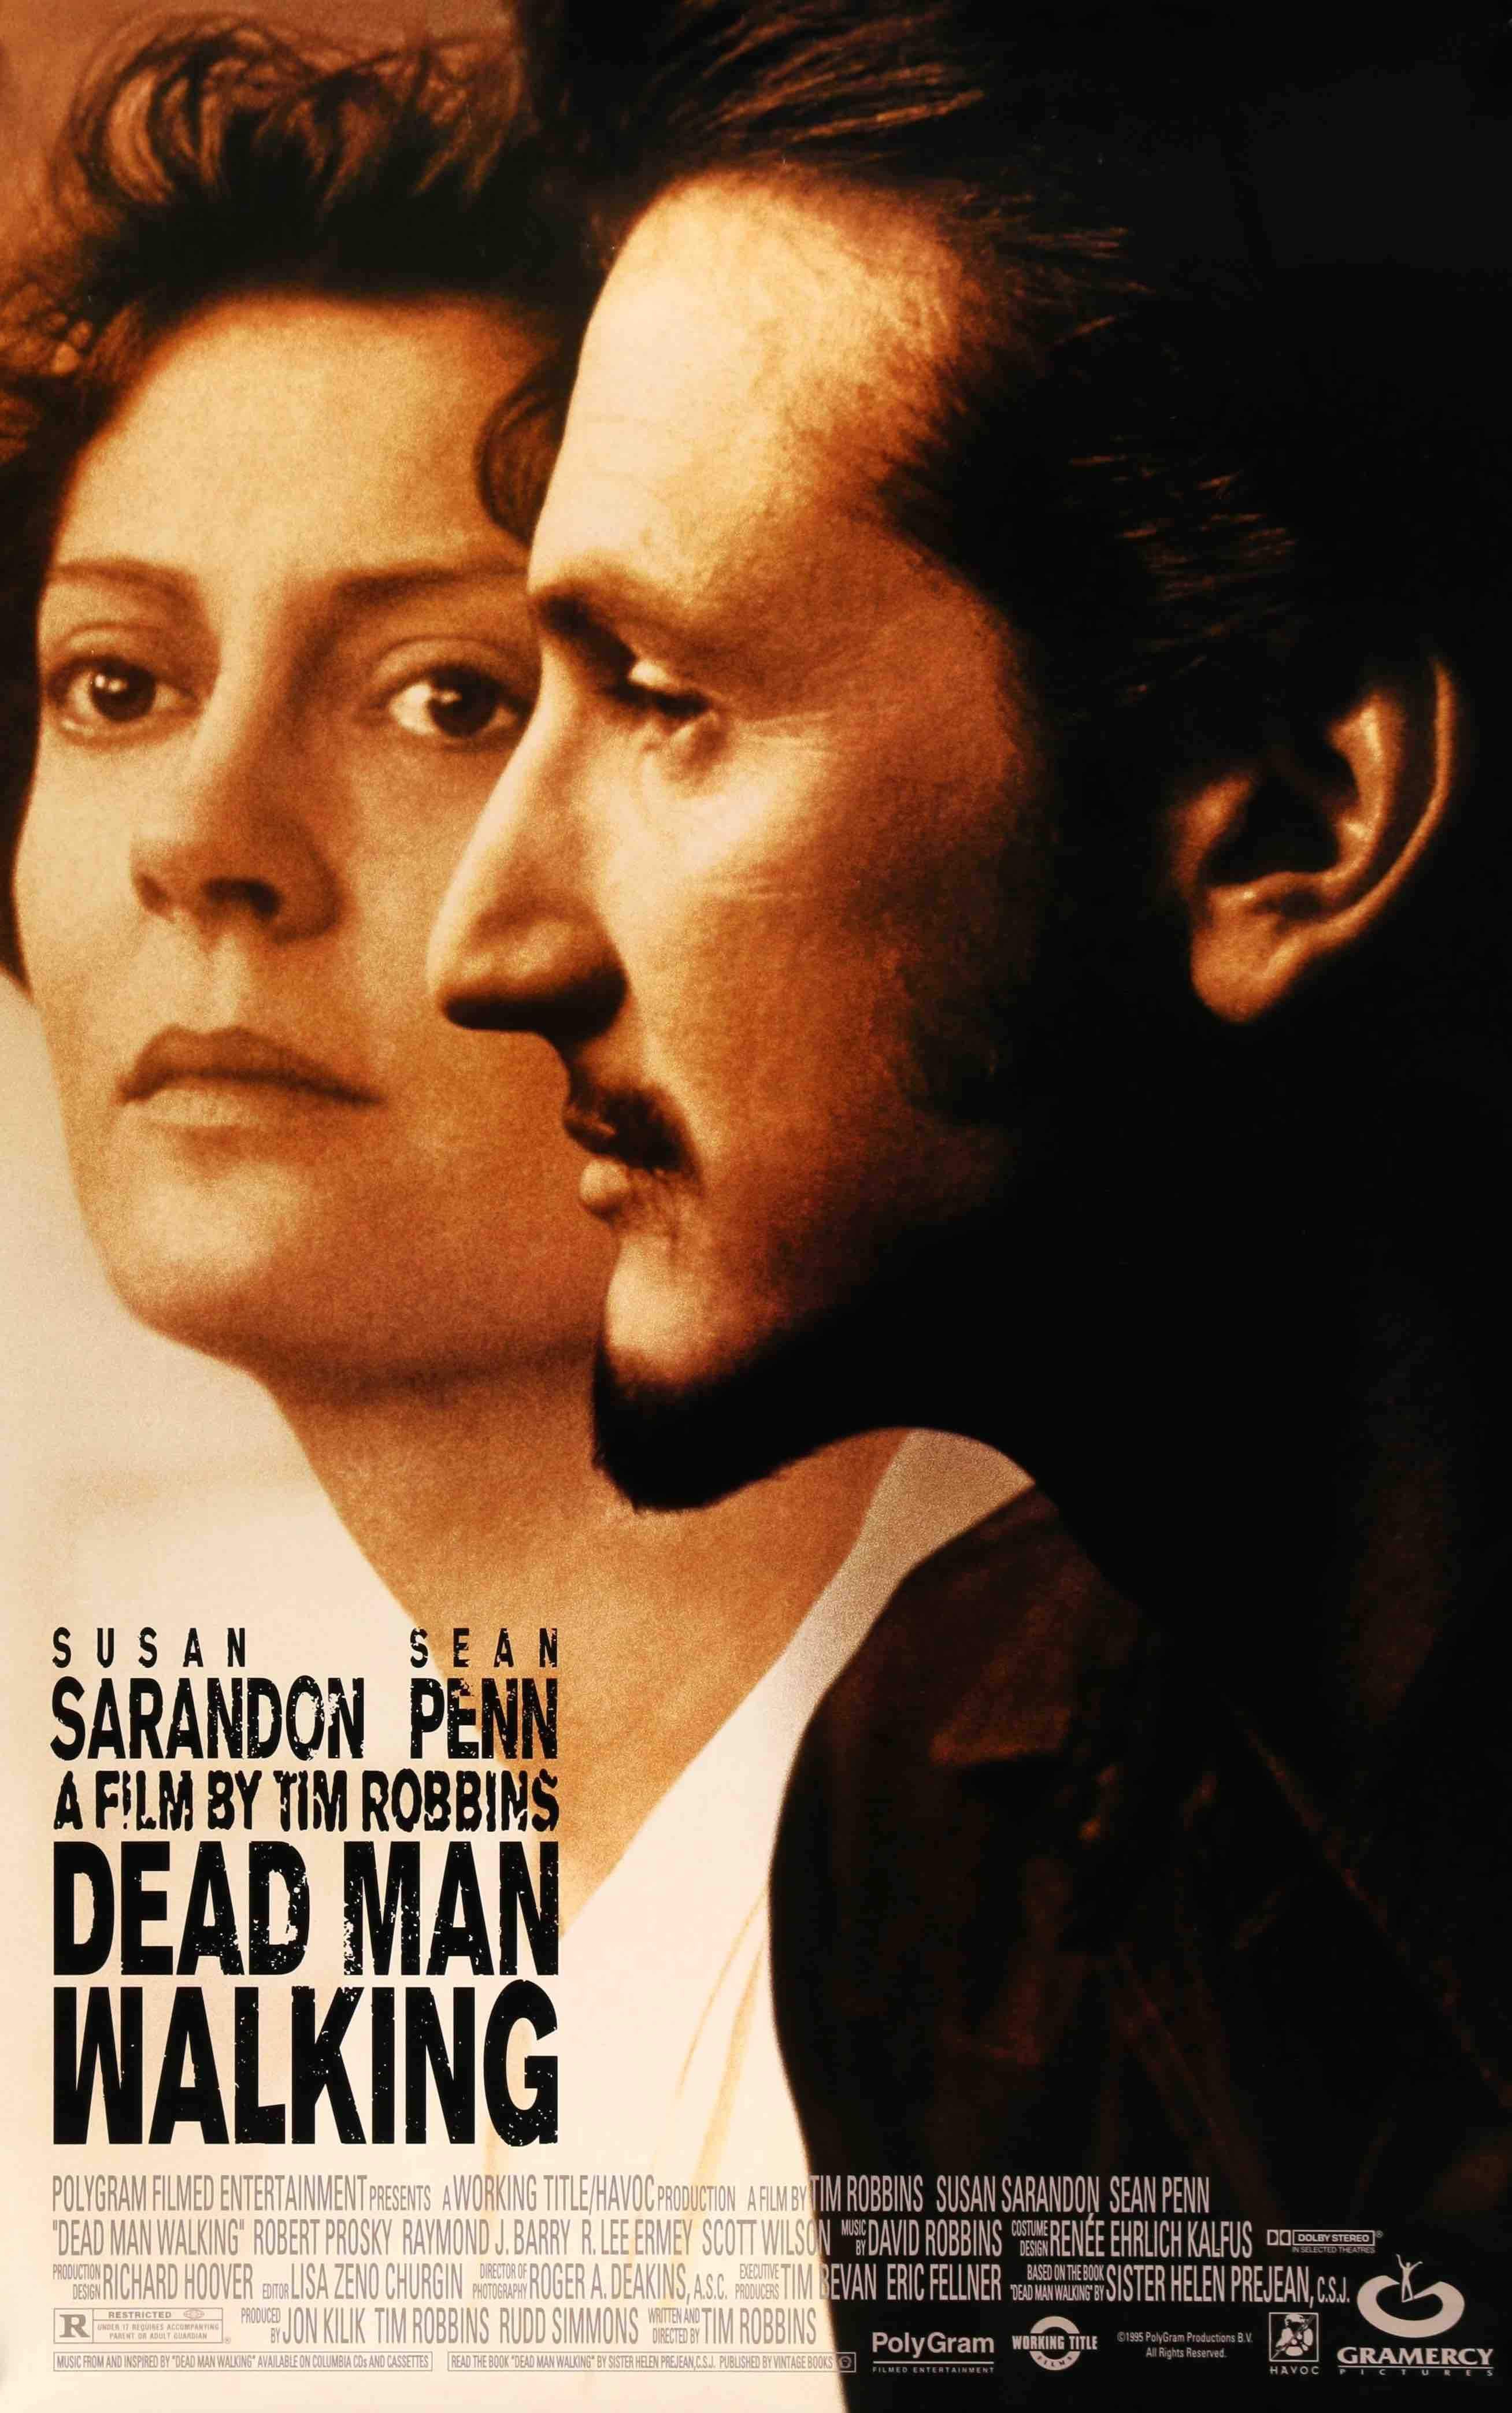 SUSAN SEAN
SARANDON PENN
A FILM BY TIM ROBBINS
DEAD MAN
WALKING
POLYGRAM FILMED ENTERTAINMENT PRESENTS A WORKING TITLE/HAVOC PRODUCTION A FILM BY TIM ROBBINS SUSAN SARANDON SEAN PENN
"DEAD MAN WALKING" ROBERT PROSKY RAYMOND J. BARRY R. LEE ERMEY SCOTT WILSON MUSIC BY DAVID ROBBINS COSTUME DESIGN RENÉE EHRLICH KALFUS DOLBY STEREO® IN SELECTED THEATRES
PRODUCTION DESIGN RICHARD HOOVER EDITOR LISA ZENO CHURGIN DIRECTOR OF PHOTOGRAPHY ROGER A. DEAKINS, A.S.C. EXECUTIVE PRODUCERS TIM BEVAN ERIC FELLNER BASED ON THE BOOK "DEAD MAN WALKING" BY SISTER HELEN PREJEAN, C.S.J.
R RESTRICTED UNDER 17 REQUIRES ACCOMPANYING PARENT OR ADULT GUARDIAN ® PRODUCED BY JON KILIK TIM ROBBINS RUDD SIMMONS WRITTEN AND DIRECTED BY TIM ROBBINS
MUSIC FROM AND INSPIRED BY "DEAD MAN WALKING" AVAILABLE ON COLUMBIA CDs AND CASSETTES READ THE BOOK "DEAD MAN WALKING" BY SISTER HELEN PREJEAN, C.S.J. PUBLISHED BY VINTAGE BOOKS
PolyGram
FILMED ENTERTAINMENT
WORKING TITLE
FILMS
©1995 PolyGram Productions B.V.
All Rights Reserved.
HAVOC
GRAMERCY
PICTURES